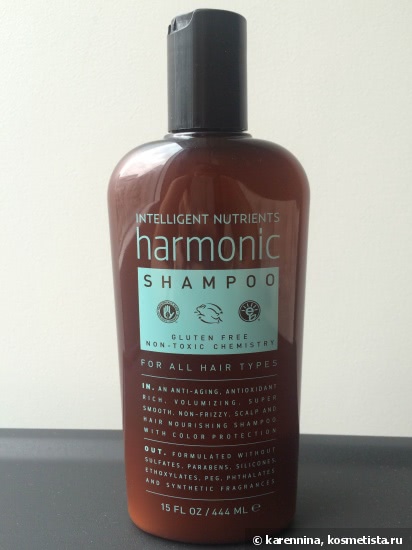 INTELLIGENT NUTRIENTS
harmonic
SHAMPOO
GLUTEN FREE
NON-TOXIC CHEMISTRY
FOR ALL HAIR TYPES
IN. AN ANTI-AGING, ANTIOXIDANT
RICH, VOLUMIZING, SUPER
SMOOTH, NON-FRIZZY, SCALP AND
HAIR NOURISHING SHAMPOO
WITH COLOR PROTECTION
OUT. FORMULATED WITHOUT
SULFATES, PARABENS, SILICONES,
ETHOXYLATES, PEG, PHTHALATES
AND SYNTHETIC FRAGRANCES
15 FL OZ / 444 ML ℮
© karennina, kosmetista.ru